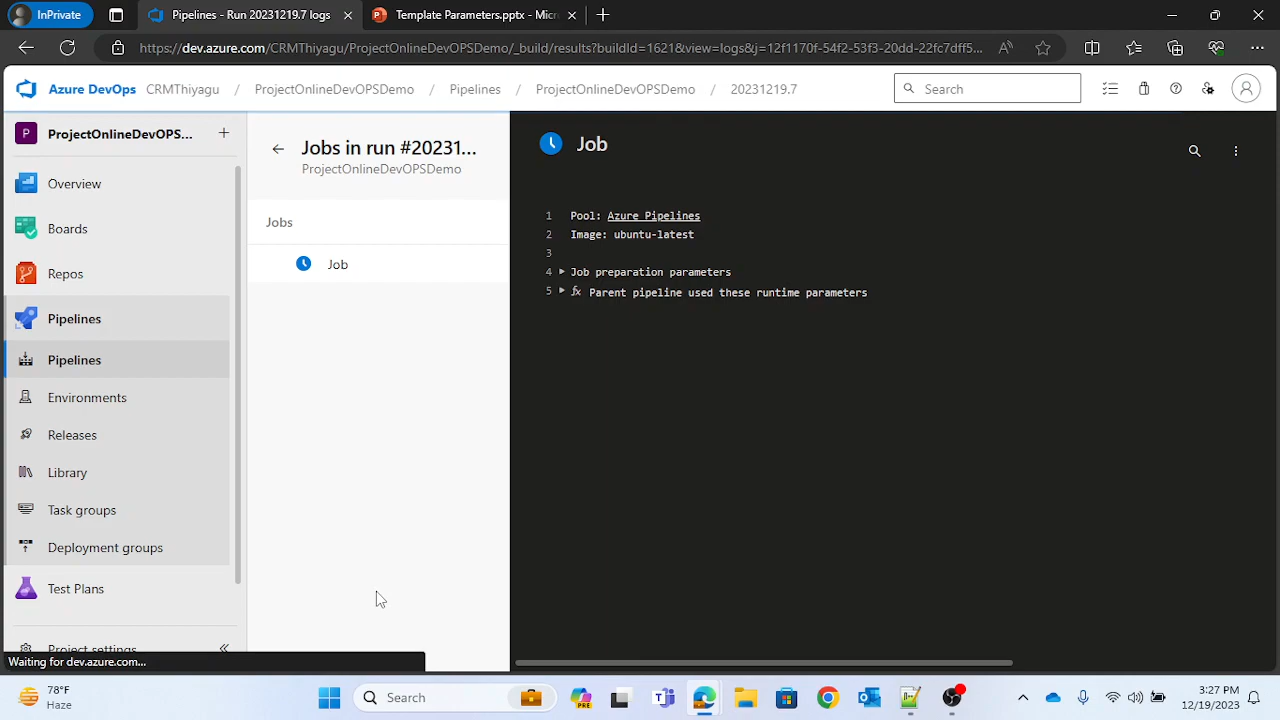 InPrivate
Pipelines - Run 20231219.7 logs
Template Parameters.pptx - Micr
https://dev.azure.com/CRMThiyagu/ProjectOnlineDevOPSDemo/_build/results?buildId=1621&view=logs&j=12f1170f-54f2-53f3-20dd-22fc7dff5...
Azure DevOps
CRMThiyagu / ProjectOnlineDevOPSDemo / Pipelines / ProjectOnlineDevOPSDemo / 20231219.7
Search
P
ProjectOnlineDevOPS...
Overview
Boards
Repos
Pipelines
Pipelines
Environments
Releases
Library
Task groups
Deployment groups
Test Plans
Project settings
Waiting for dev.azure.com...
Jobs in run #20231...
ProjectOnlineDevOPSDemo
Jobs
Job
Job
1 Pool: Azure Pipelines
2 Image: ubuntu-latest
3
4 Job preparation parameters
5 fx Parent pipeline used these runtime parameters
78°F
Haze
Search
PRE
3:27 PM
12/19/2023